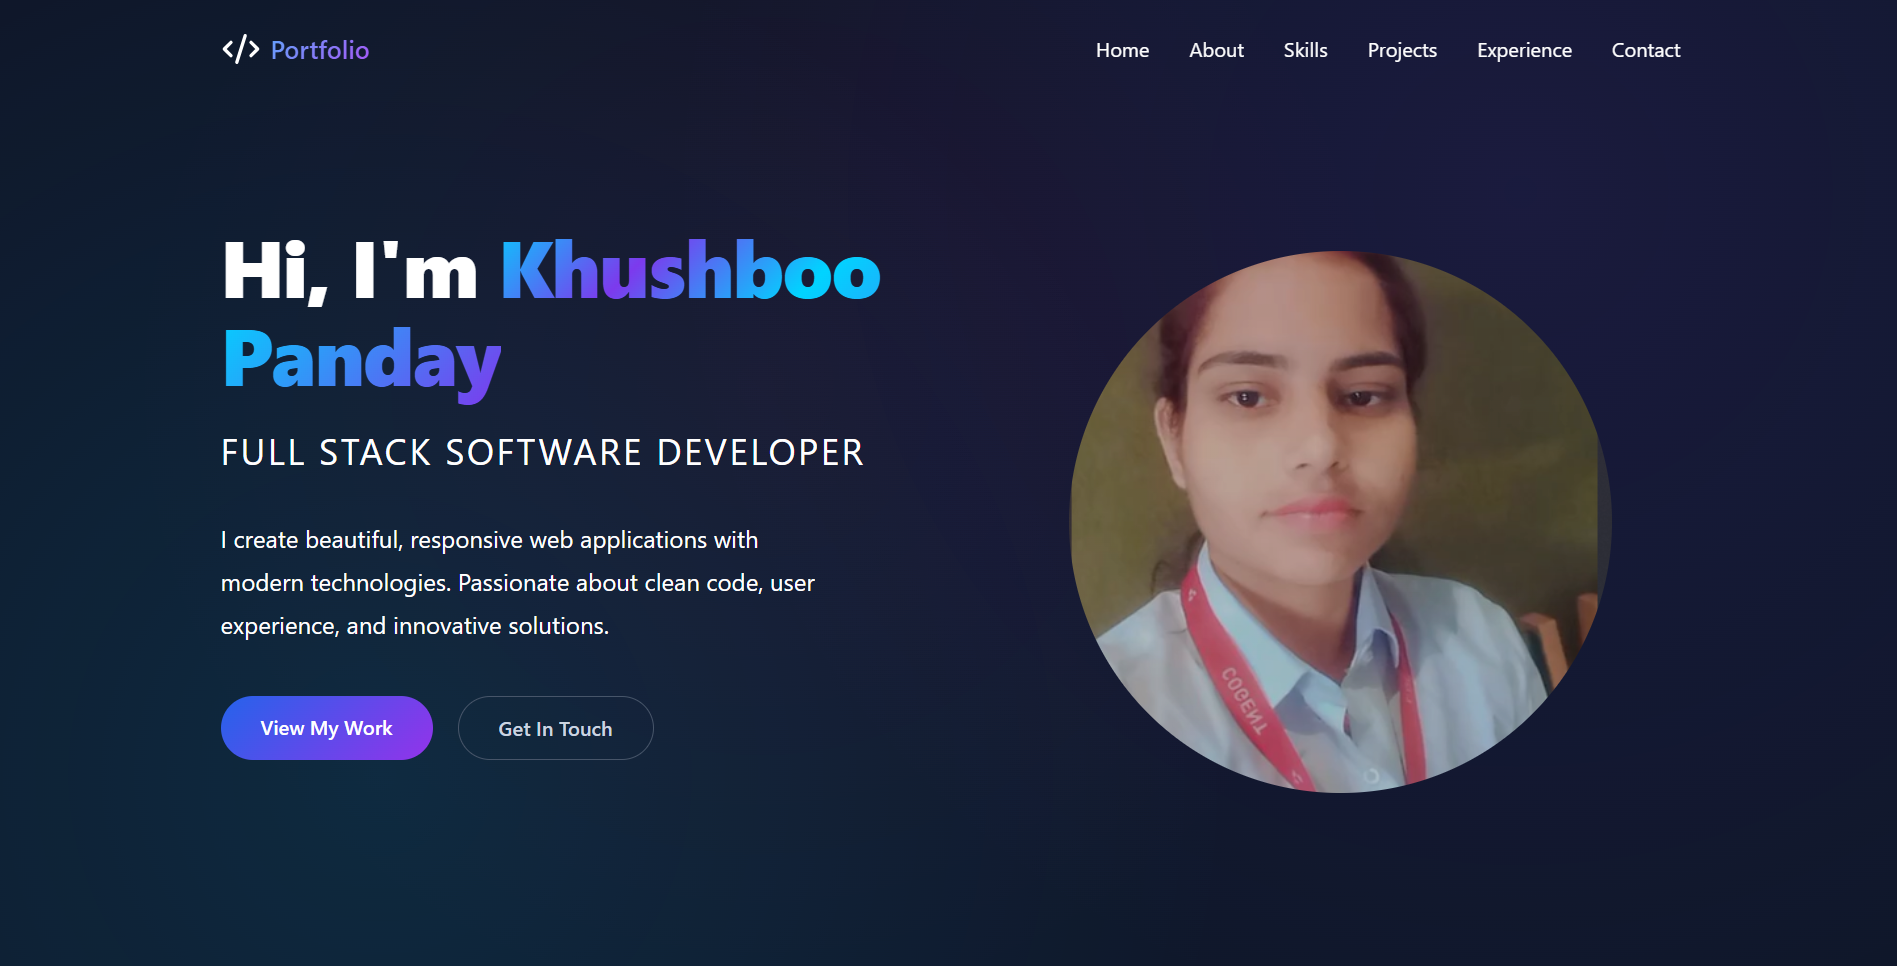 </> Portfolio
Home About Skills Projects Experience Contact
Hi, I'm Khushboo
Panday
FULL STACK SOFTWARE DEVELOPER
I create beautiful, responsive web applications with
modern technologies. Passionate about clean code, user
experience, and innovative solutions.
View My Work Get In Touch
COGENT